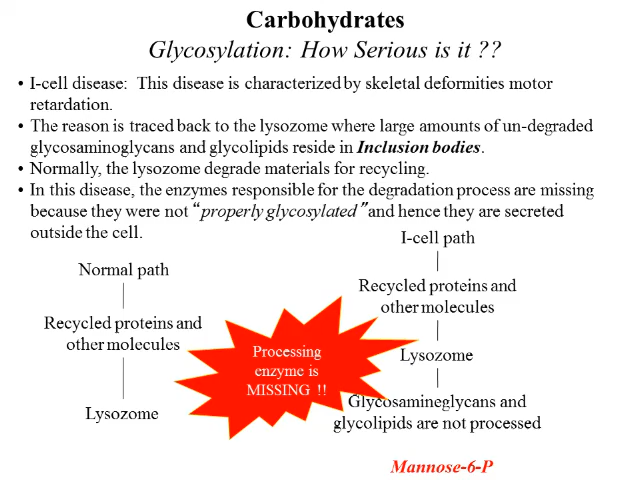 Carbohydrates
Glycosylation: How Serious is it ??
• I-cell disease: This disease is characterized by skeletal deformities motor
retardation.
• The reason is traced back to the lysozome where large amounts of un-degraded
glycosaminoglycans and glycolipids reside in Inclusion bodies.
• Normally, the lysozome degrade materials for recycling.
• In this disease, the enzymes responsible for the degradation process are missing
because they were not “properly glycosylated” and hence they are secreted
outside the cell.
Normal path
Recycled proteins and
other molecules
Lysozome
Processing
enzyme is
MISSING !!
I-cell path
Recycled proteins and
other molecules
Lysozome
Glycosamineglycans and
glycolipids are not processed
Mannose-6-P